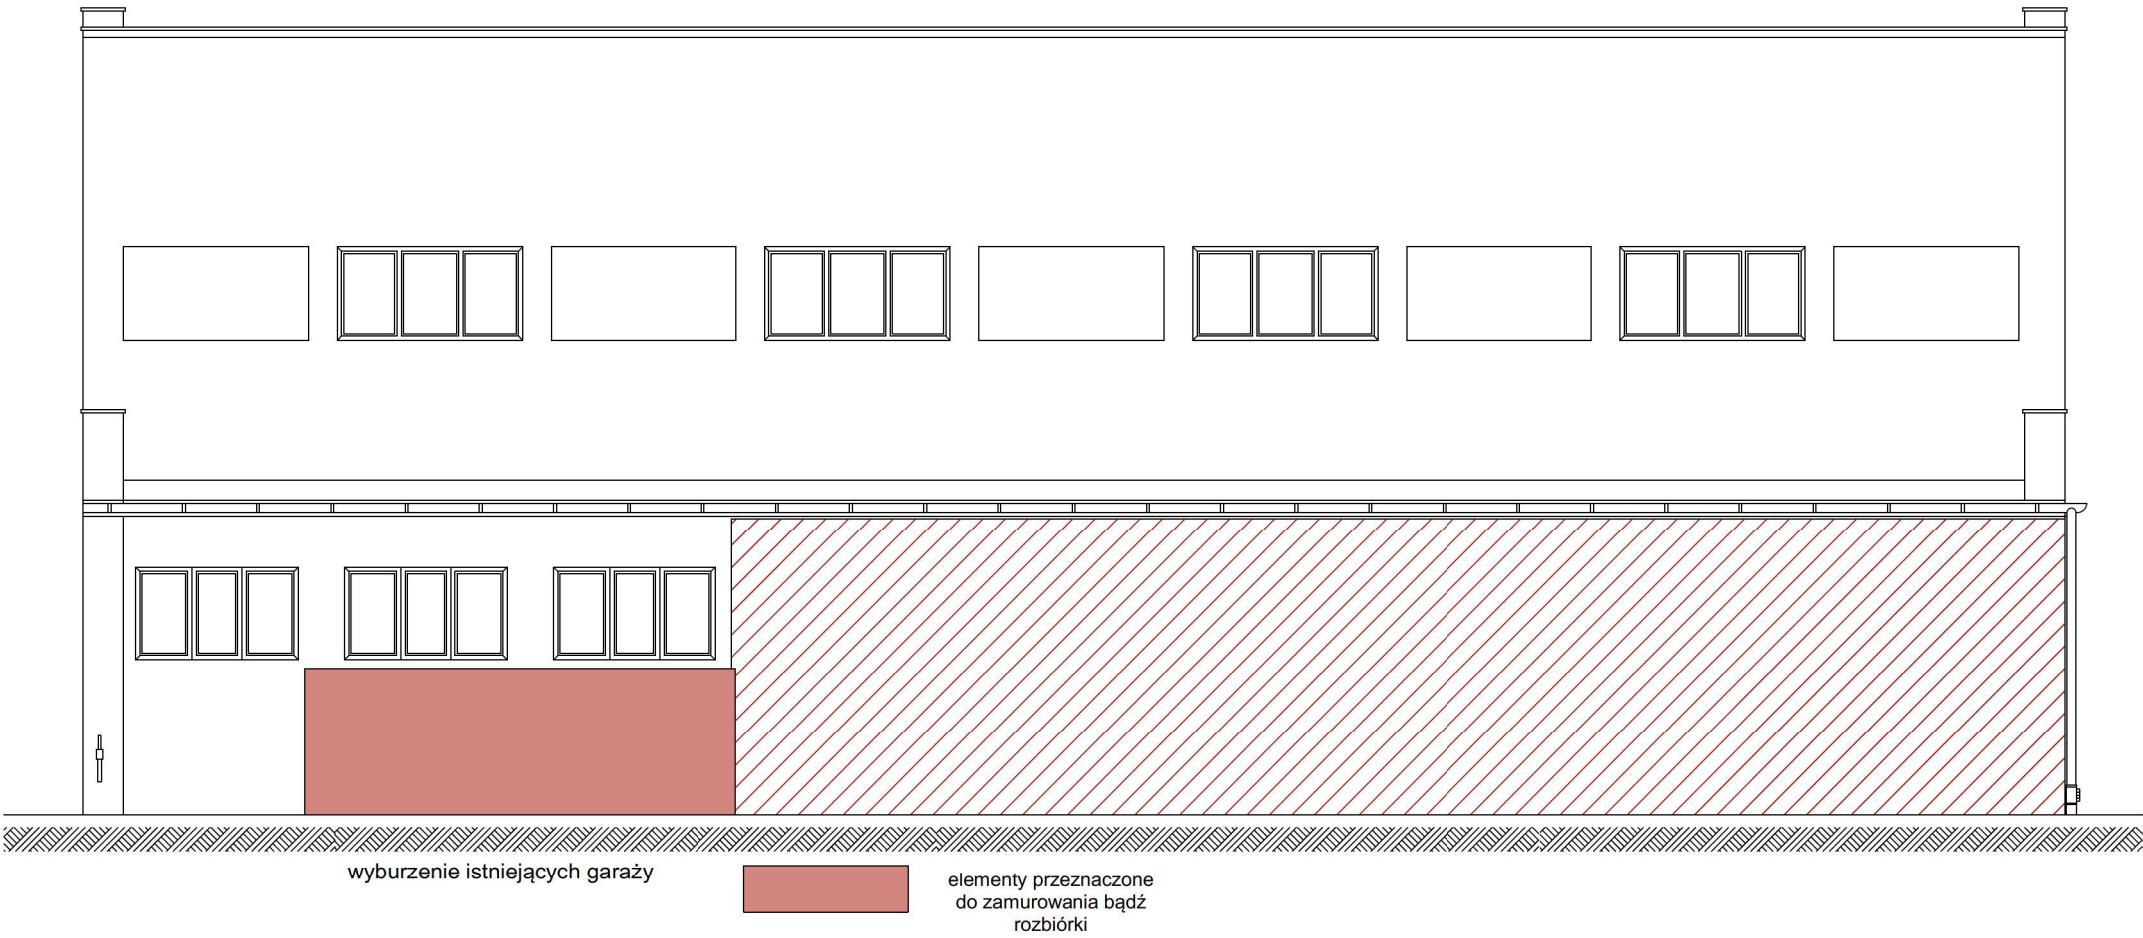 wyburzenie istniejących garaży
elementy przeznaczone
do zamurowania bądź
rozbiórki